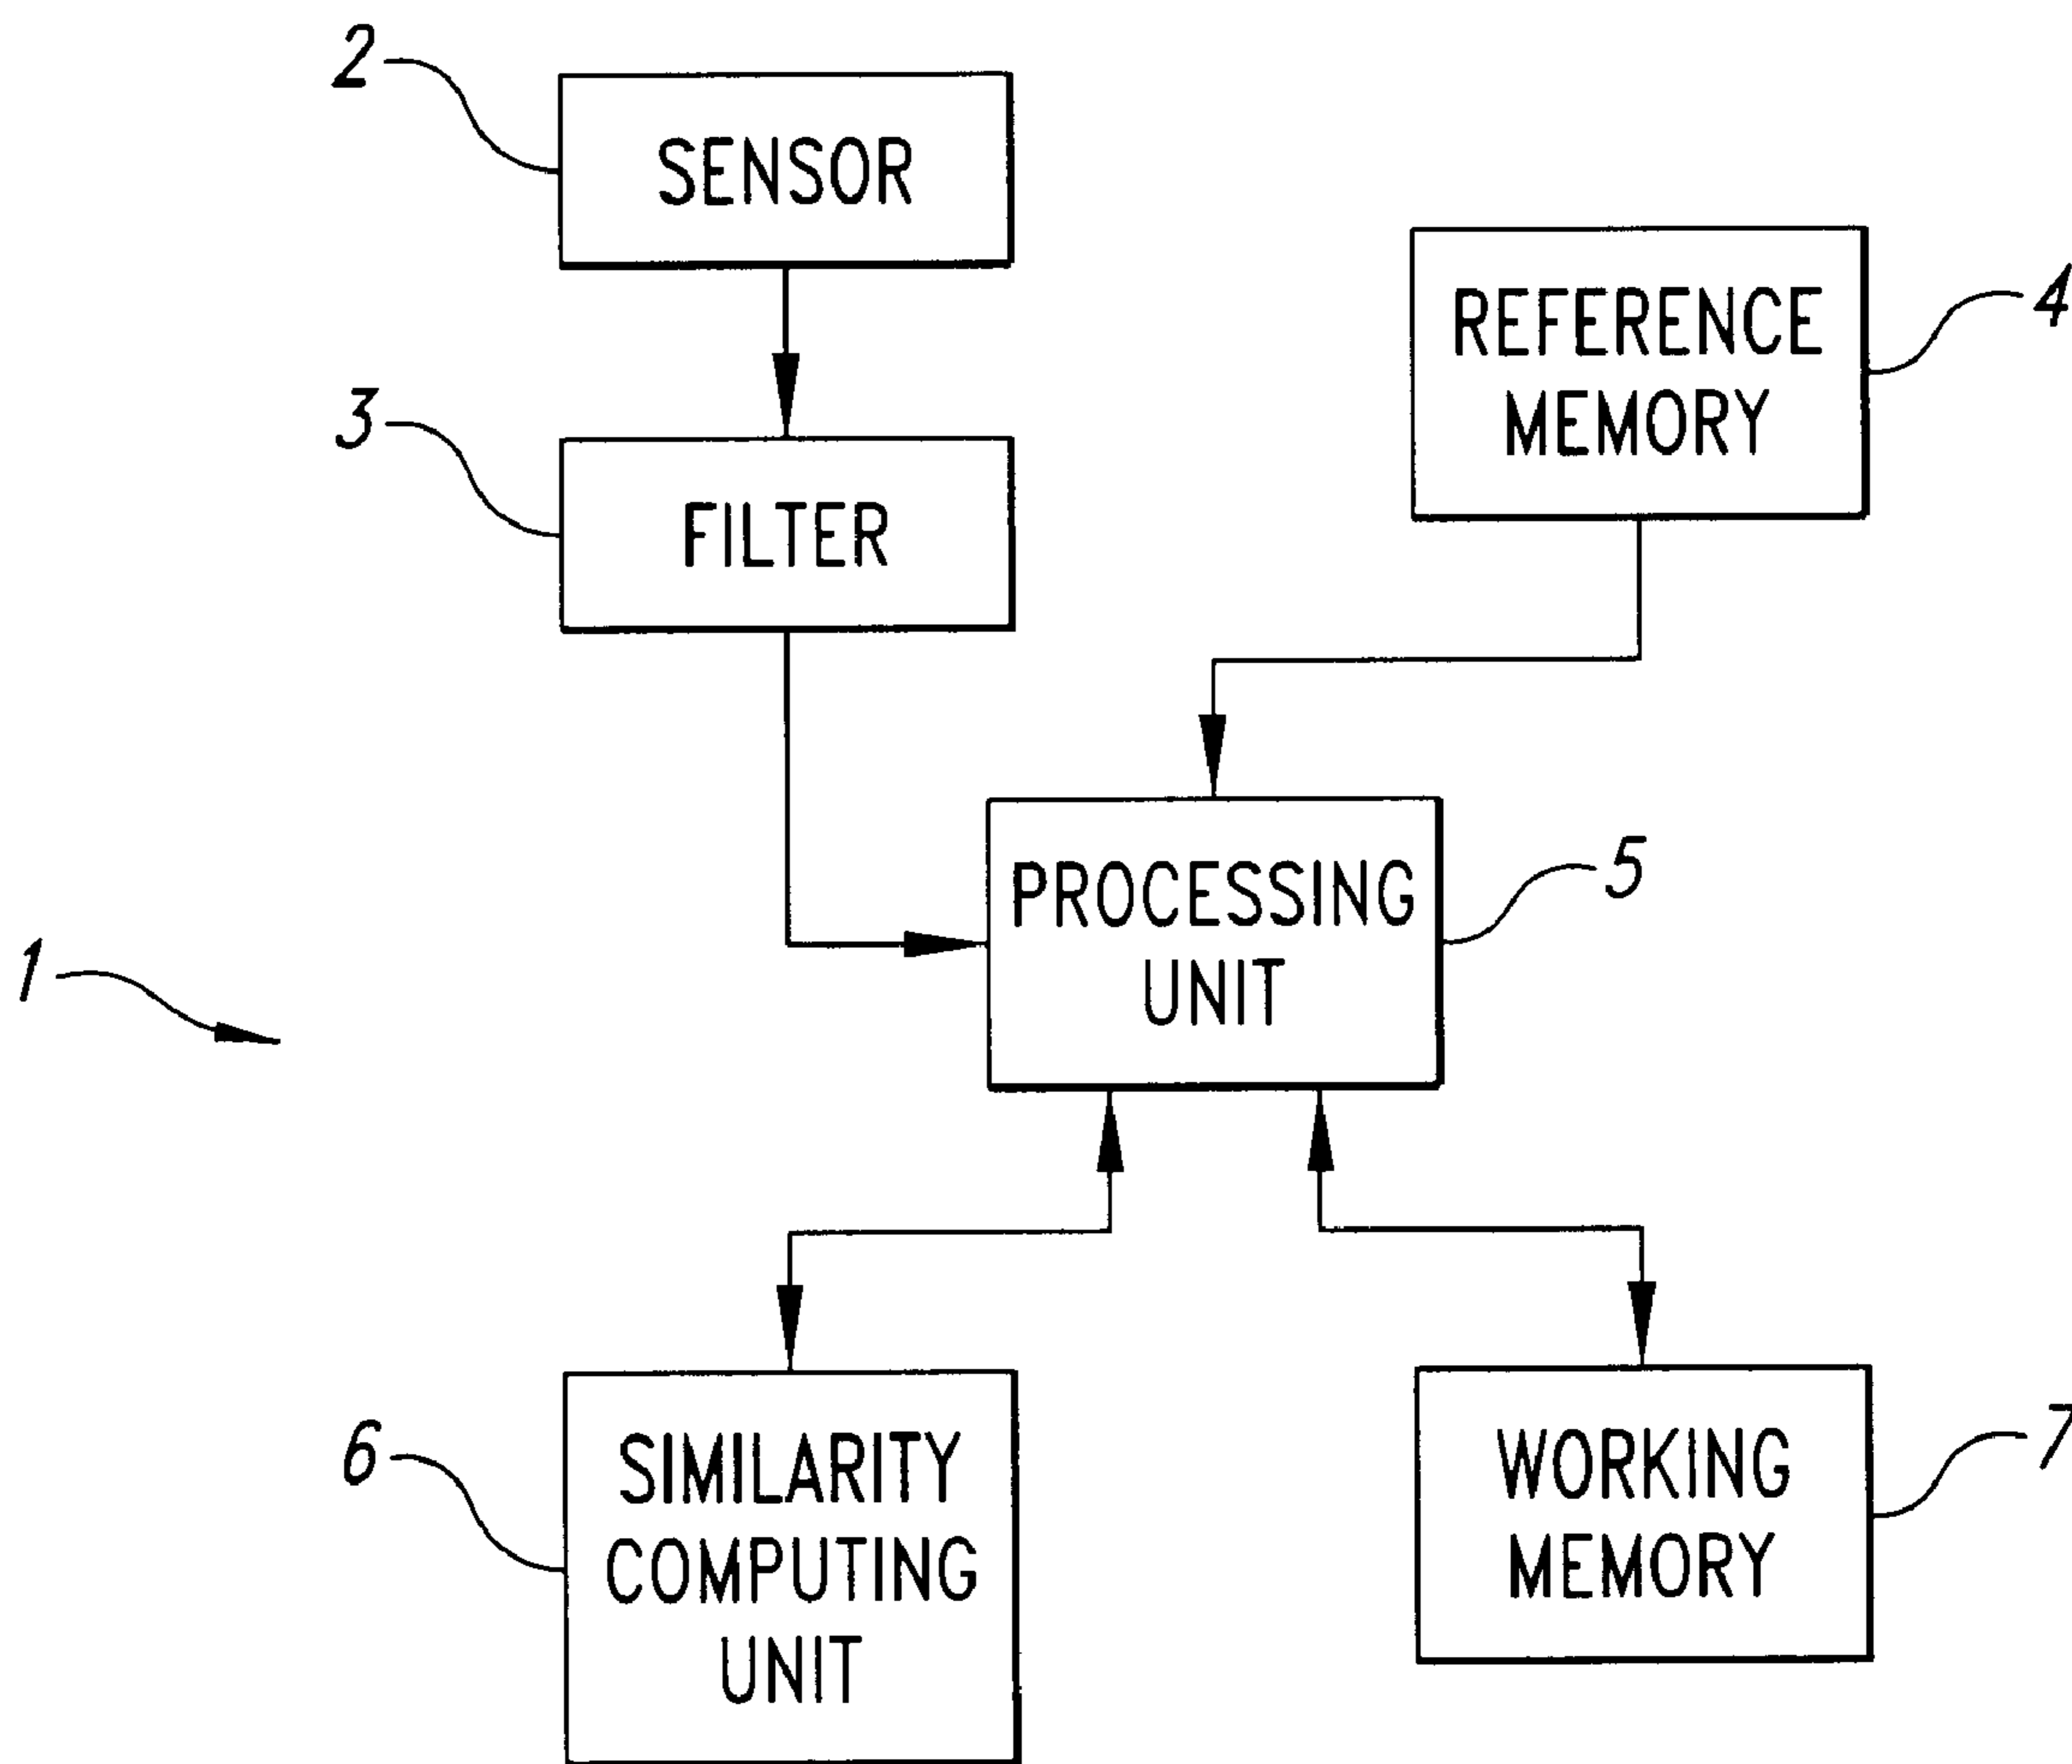 2
SENSOR
REFERENCE
MEMORY
4
3
FILTER
PROCESSING
UNIT
5
1
6
SIMILARITY
COMPUTING
UNIT
WORKING
MEMORY
7